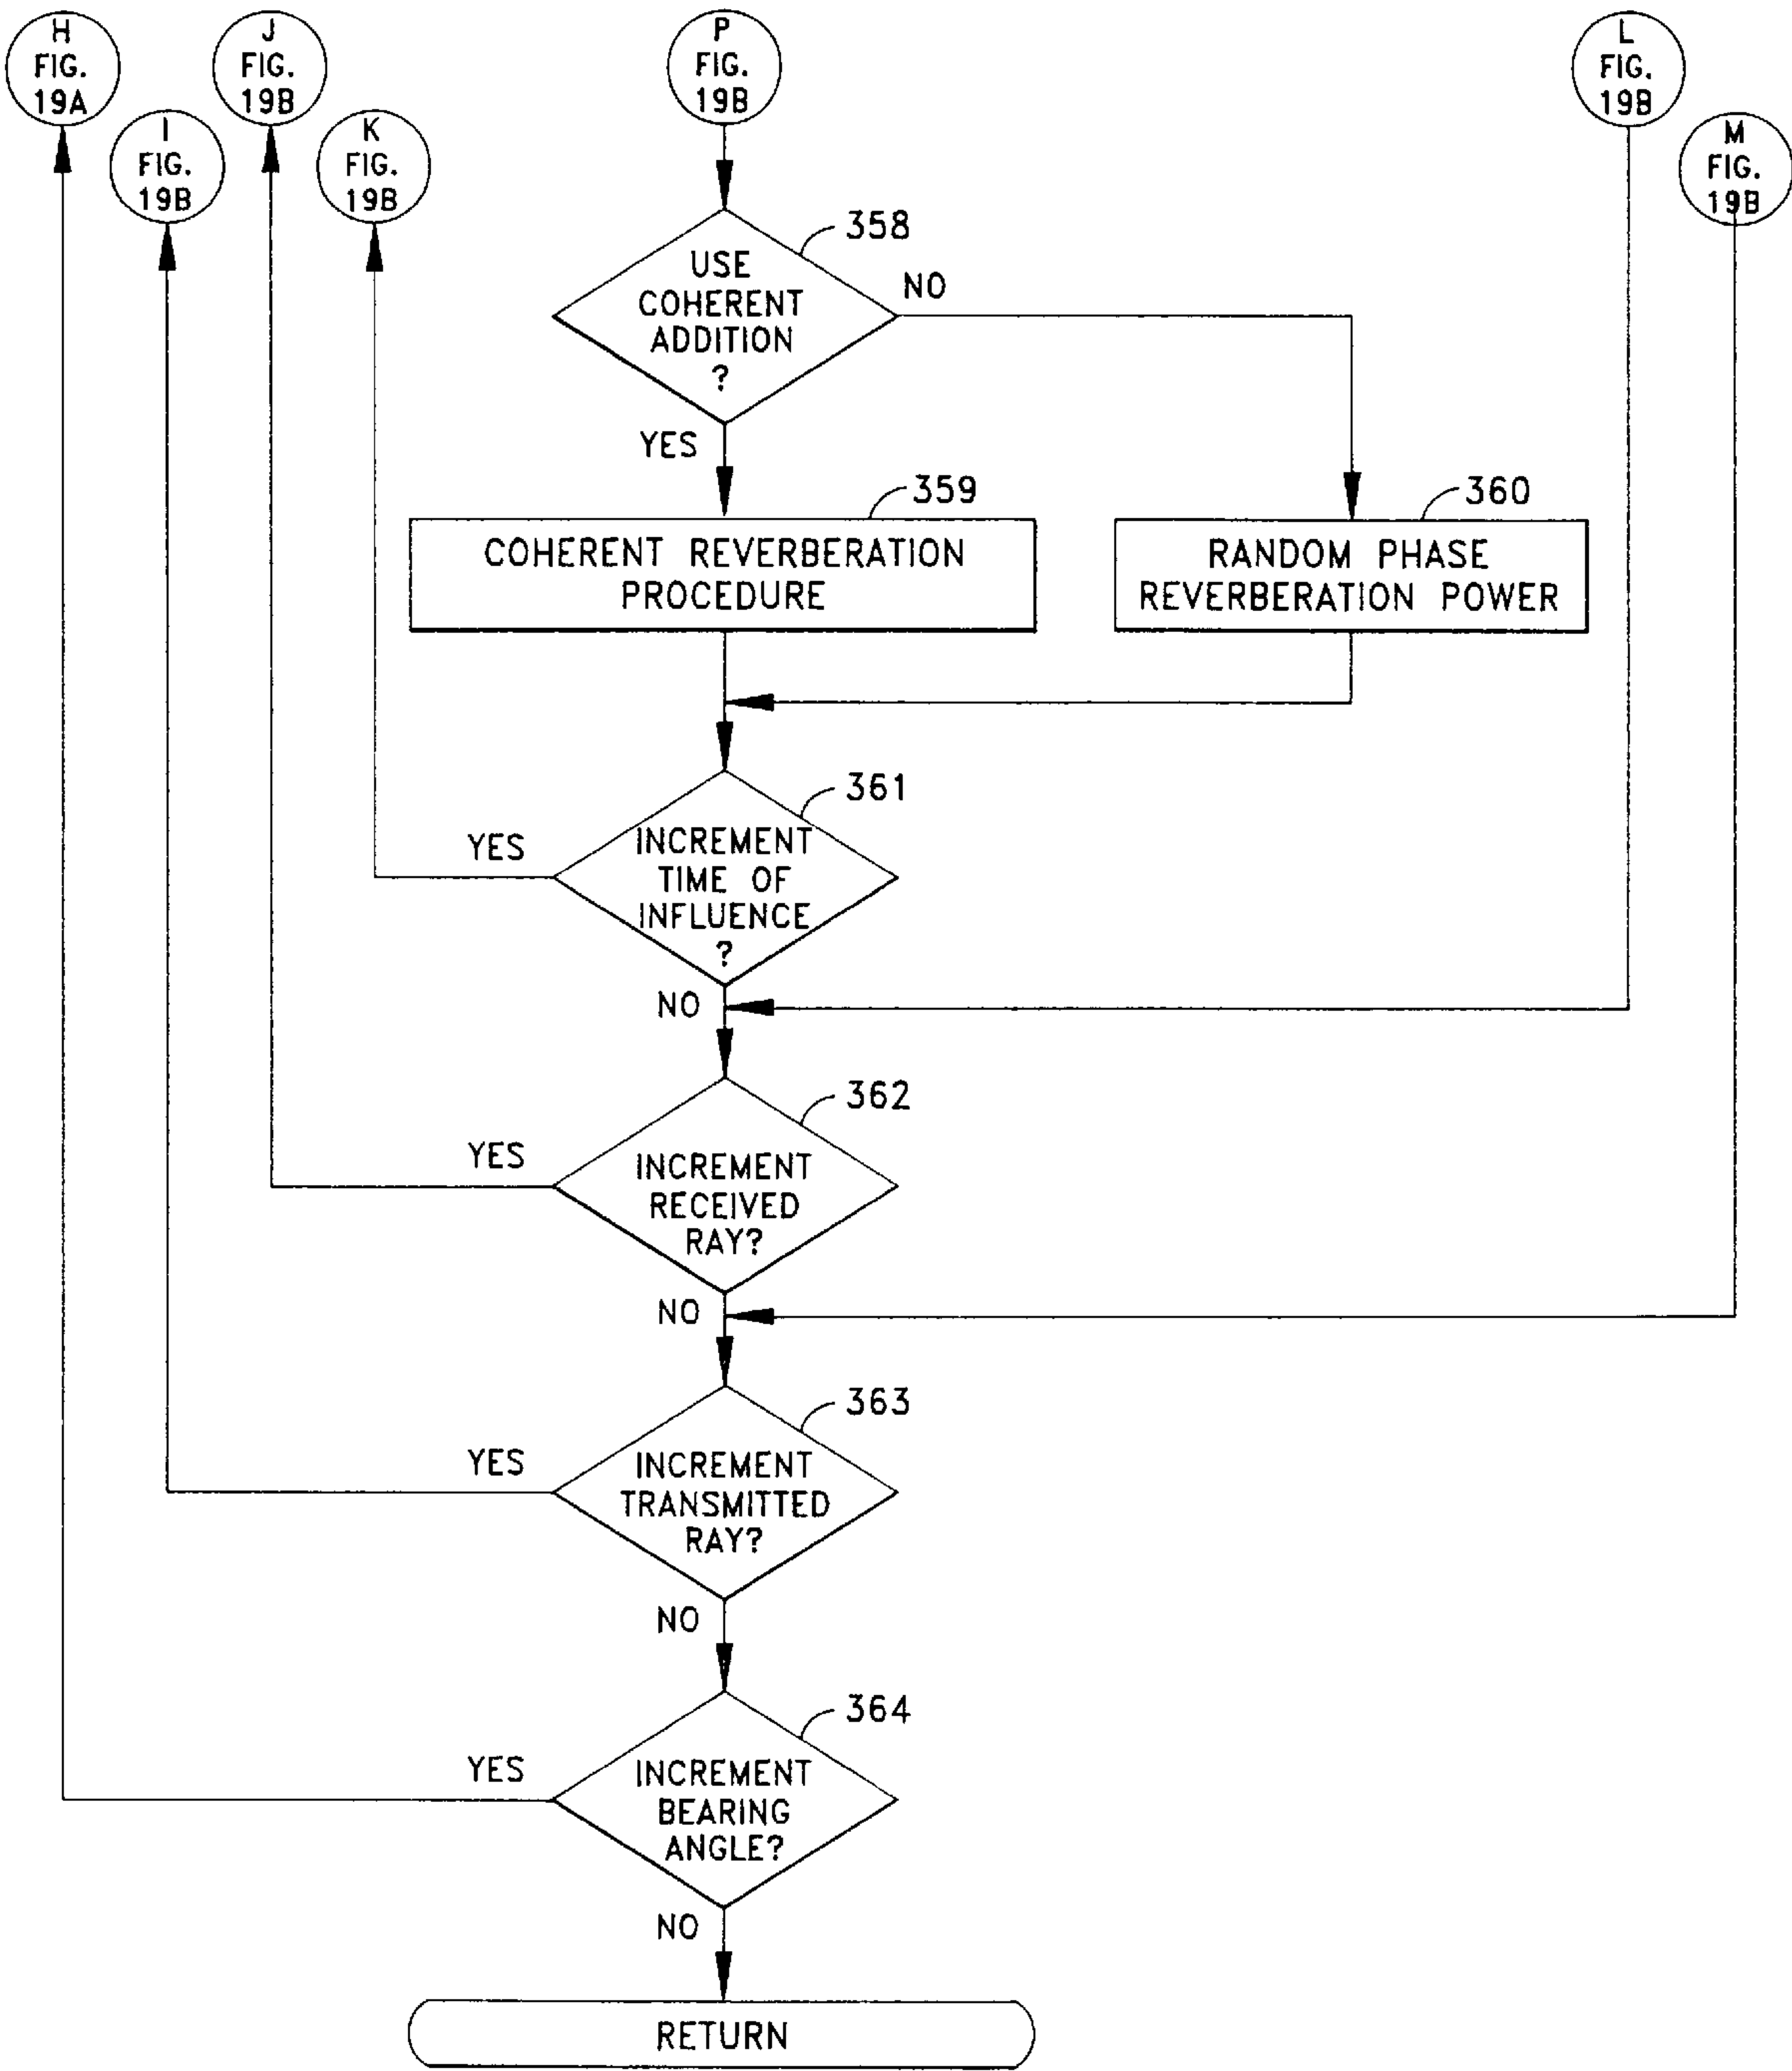 H
FIG.
19A
J
FIG.
19B
P
FIG.
19B
L
FIG.
19B
I
FIG.
19B
K
FIG.
19B
M
FIG.
19B
358
USE
COHERENT
ADDITION
?
NO
YES
359
COHERENT REVERBERATION
PROCEDURE
360
RANDOM PHASE
REVERBERATION POWER
361
INCREMENT
TIME OF
INFLUENCE
?
YES
NO
362
INCREMENT
RECEIVED
RAY?
YES
NO
363
INCREMENT
TRANSMITTED
RAY?
YES
NO
364
INCREMENT
BEARING
ANGLE?
YES
NO
RETURN